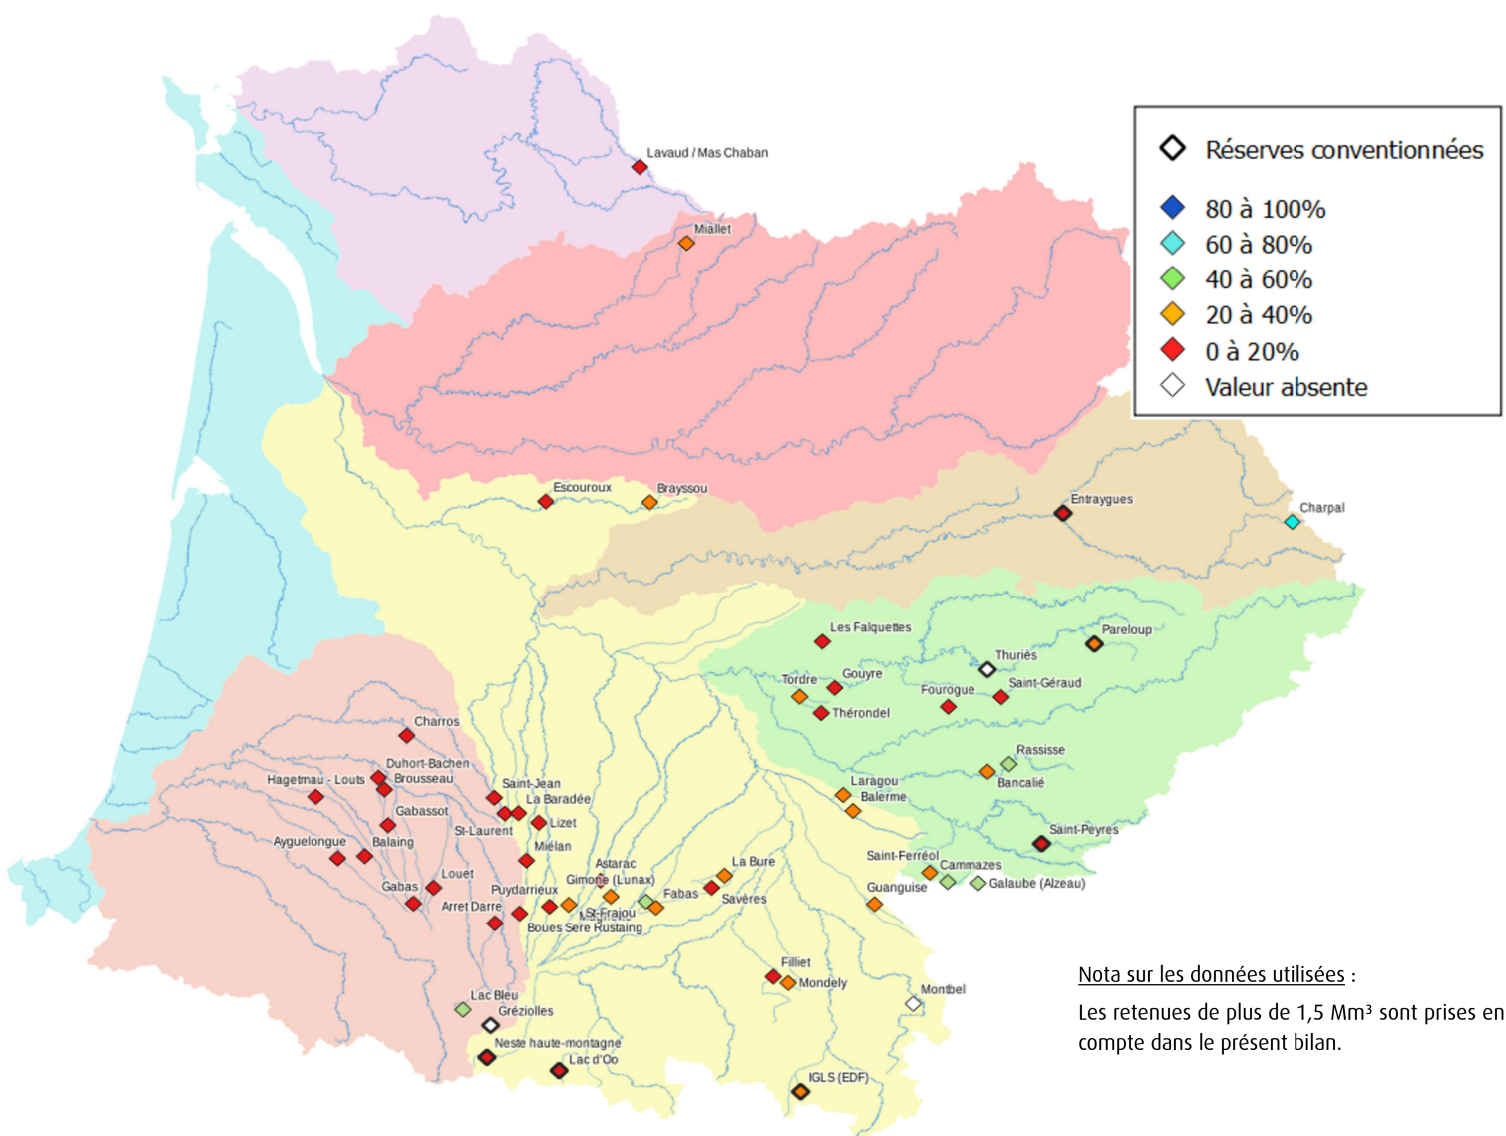 Lavaud / Mas Chaban
Miallet
Réserves conventionnées
80 à 100%
60 à 80%
40 à 60%
20 à 40%
0 à 20%
Valeur absente
Escouroux
Brayssou
Entraygues
Charpal
Les Falquettes
Pareloup
Thuriès
Tordre
Gouyre
Fourogue
Saint-Géraud
Thérondel
Charros
Rassisse
Bancalié
Duhort-Bachen
Hagetmau - Louts
Brousseau
Saint-Jean
La Baradée
Laragou
Balerme
Gabassot
St-Laurent
Lizet
Saint-Peyres
Ayguelongue
Balaing
Miélan
Astarac
La Bure
Saint-Ferréol
Cammazes
Galaube (Alzeau)
Gabas
Louet
Puydarrieux
Gimone (Lunax)
Fabas
Savères
Guanguise
Arret Darre
St-Frajou
Boues Sere Rustaing
Filliet
Mondely
Montbel
Lac Bleu
Gréziolles
Neste haute-montagne
Lac d'Oo
IGLS (EDF)
Nota sur les données utilisées :
Les retenues de plus de 1,5 Mm³ sont prises en
compte dans le présent bilan.